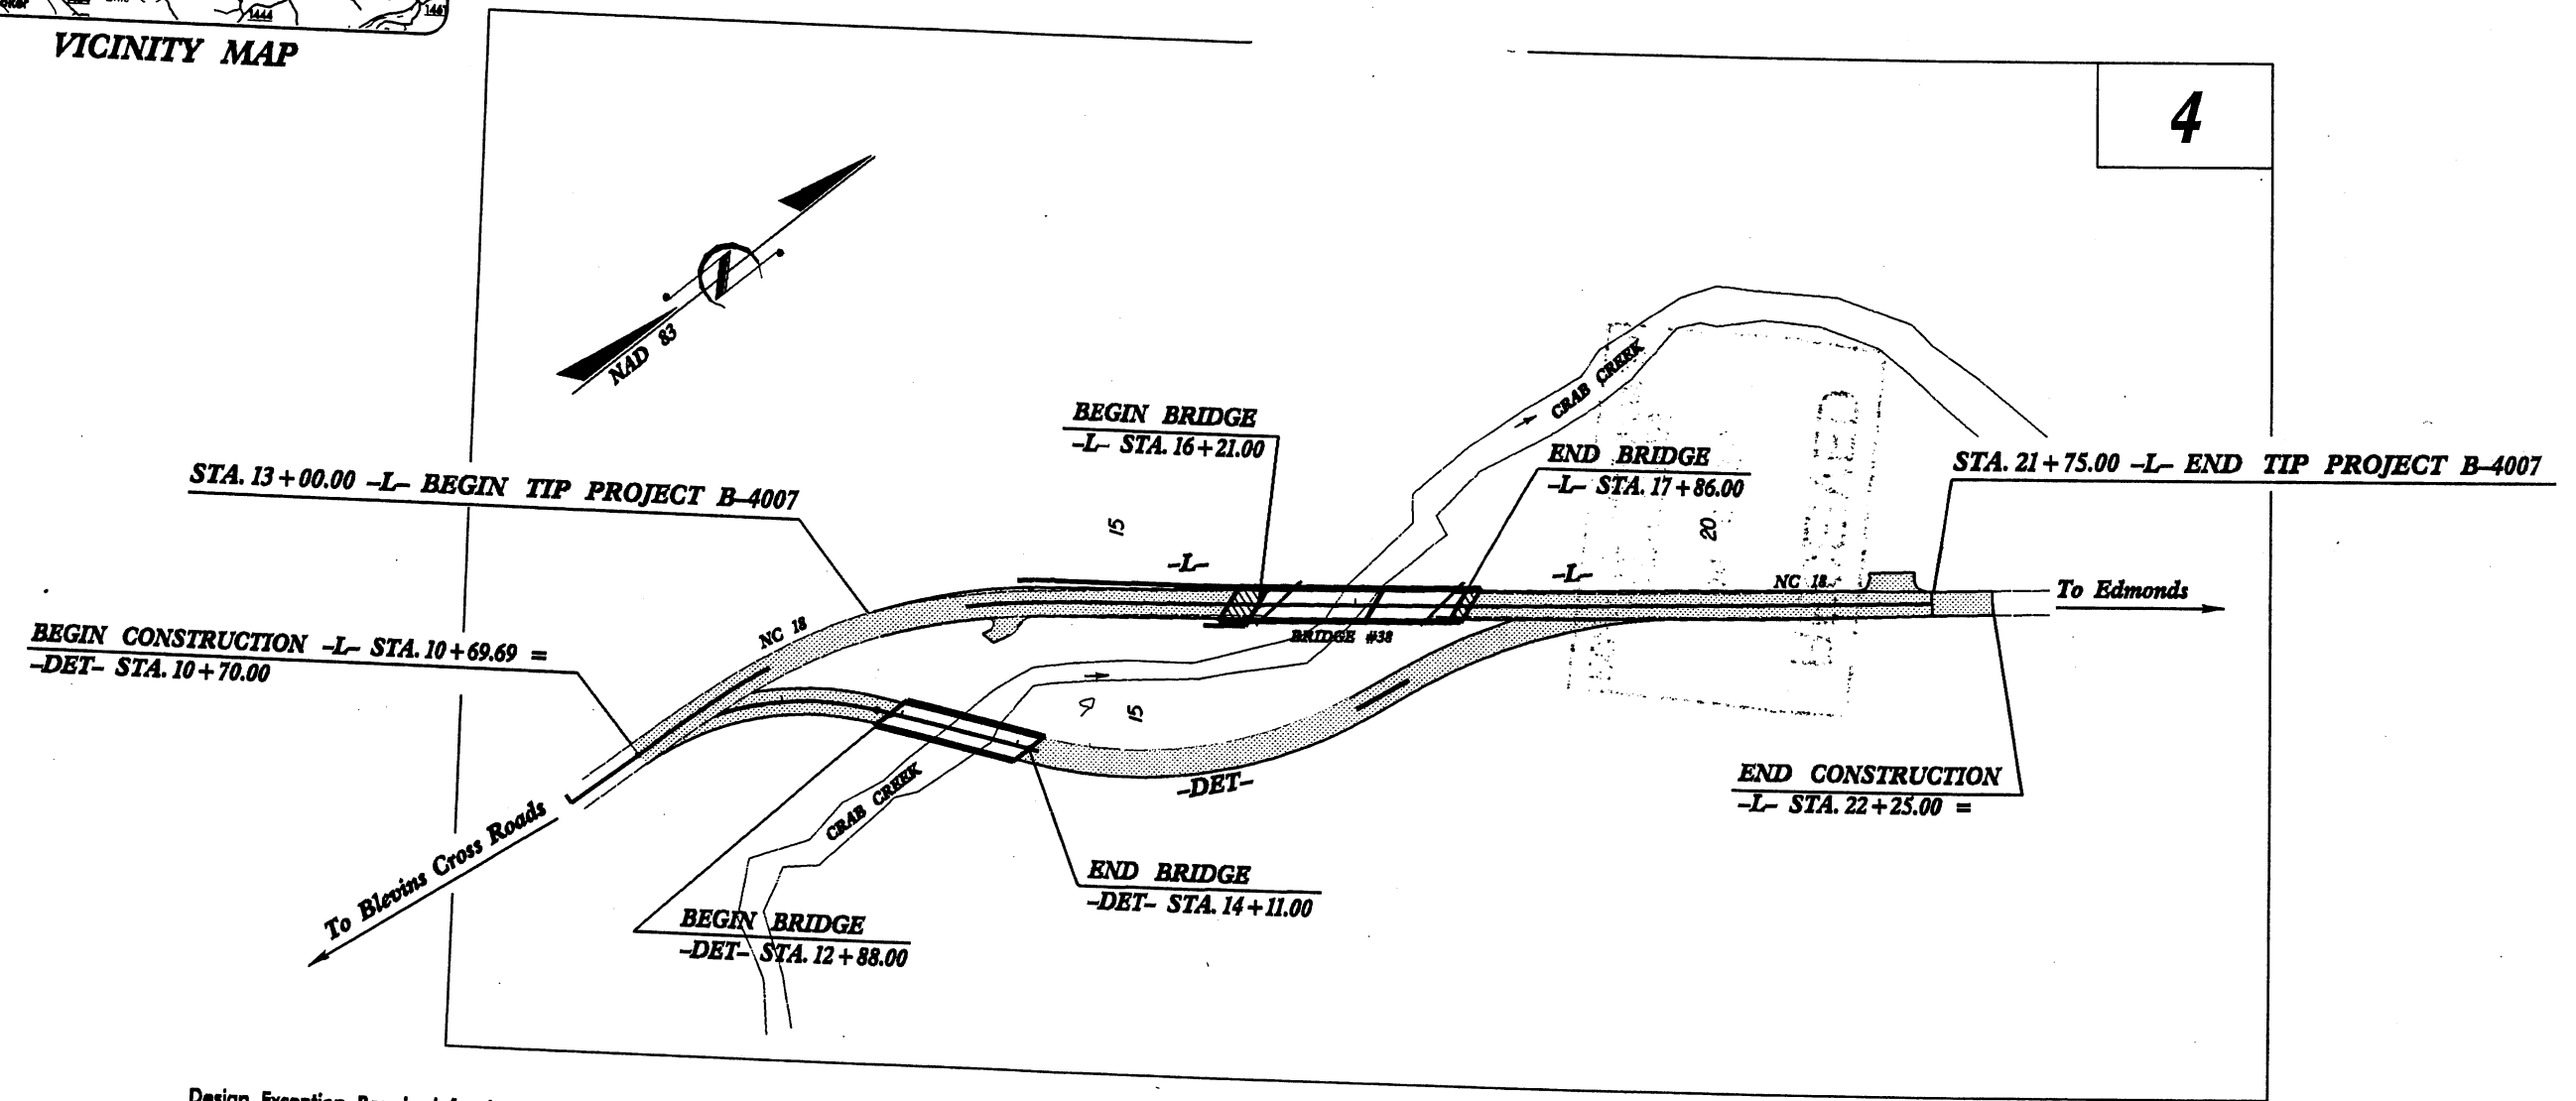 1444
1461
VICINITY MAP
4
NAD 83
BEGIN BRIDGE
-L- STA. 16+21.00
CRAB CREEK
END BRIDGE
-L- STA. 17+86.00
STA. 21+75.00 -L- END TIP PROJECT B-4007
STA. 13+00.00 -L- BEGIN TIP PROJECT B-4007
15
20
-L-
-L-
NC 18
To Edmonds
BEGIN CONSTRUCTION -L- STA. 10+69.69 =
-DET- STA. 10+70.00
NC 18
BRIDGE #38
15
-DET-
END CONSTRUCTION
-L- STA. 22+25.00 =
CRAB CREEK
To Blevins Cross Roads
END BRIDGE
-DET- STA. 14+11.00
BEGIN BRIDGE
-DET- STA. 12+88.00
Design Exception